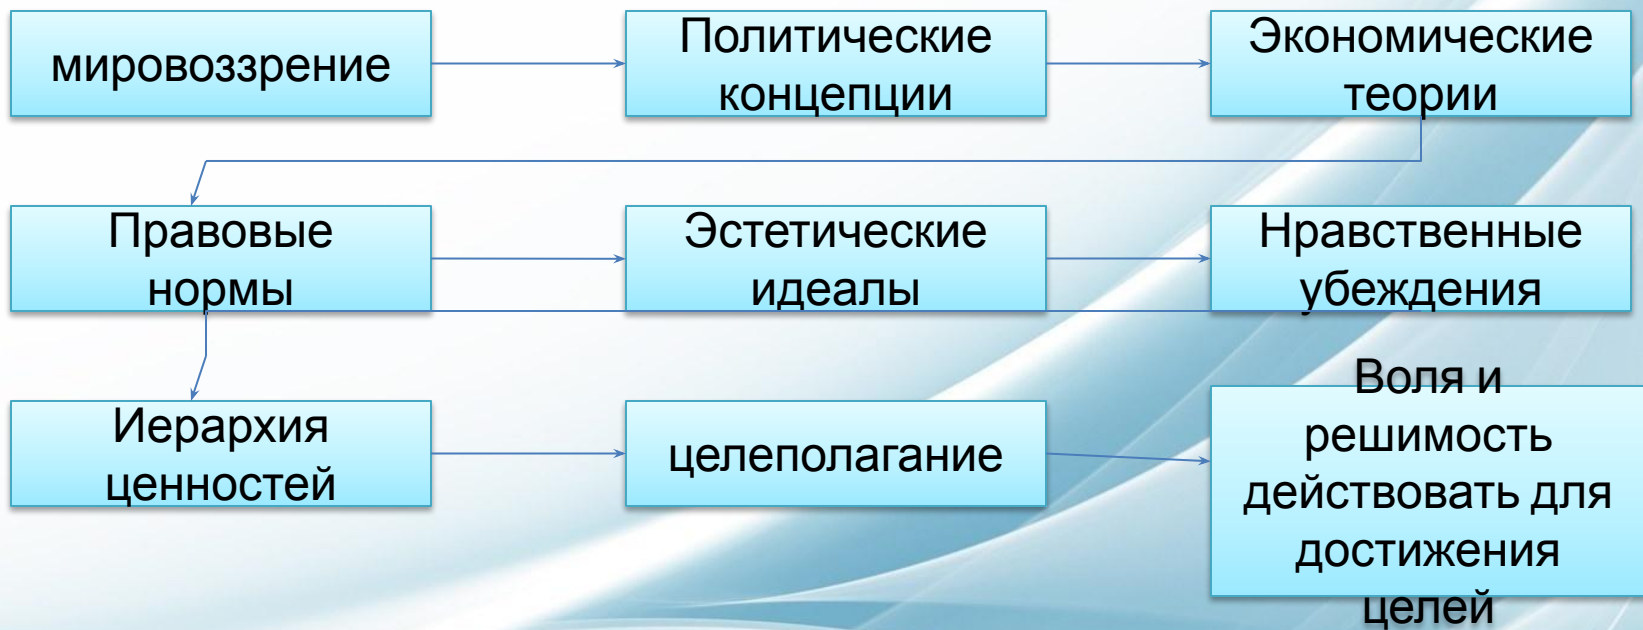 мировоззрение
Политические
концепции
Экономические
теории
Правовые
нормы
Эстетические
идеалы
Нравственные
убеждения
Иерархия
ценностей
целеполагание
Воля и
решимость
действовать для
достижения
целей